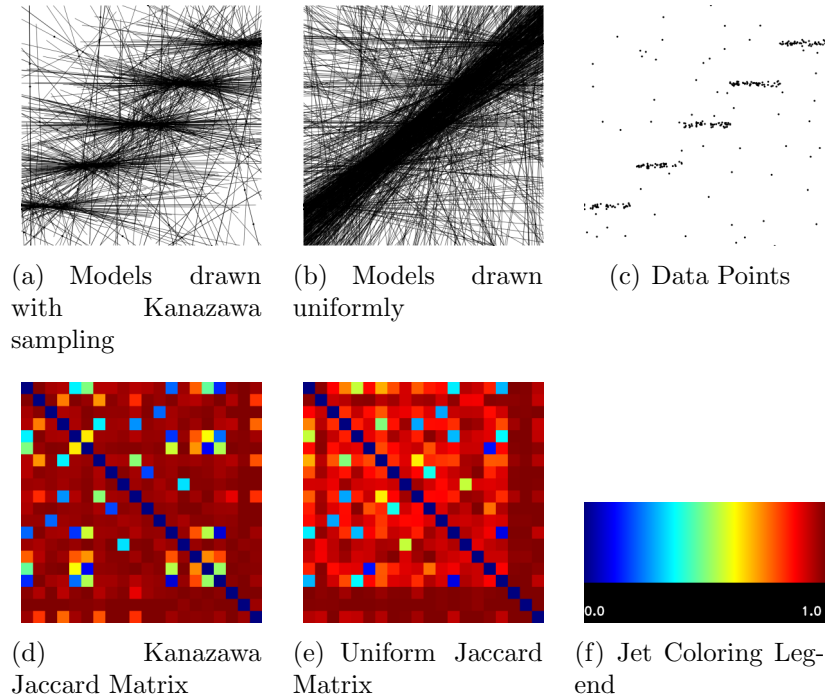 (a) Models drawn
with Kanazawa
sampling
(b) Models drawn
uniformly
(c) Data Points
0.0 1.0
(d) Kanazawa
Jaccard Matrix
(e) Uniform Jaccard
Matrix
(f) Jet Coloring Leg-
end